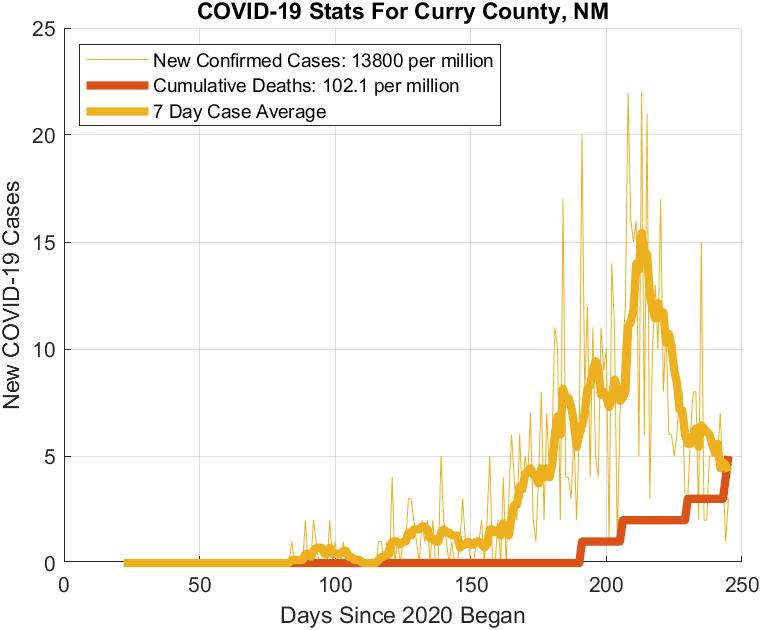 COVID-19 Stats For Curry County, NM
New Confirmed Cases: 13800 per million
Cumulative Deaths: 102.1 per million
7 Day Case Average
New COVID-19 Cases
25
20
15
10
5
0
0 50 100 150 200 250
Days Since 2020 Began